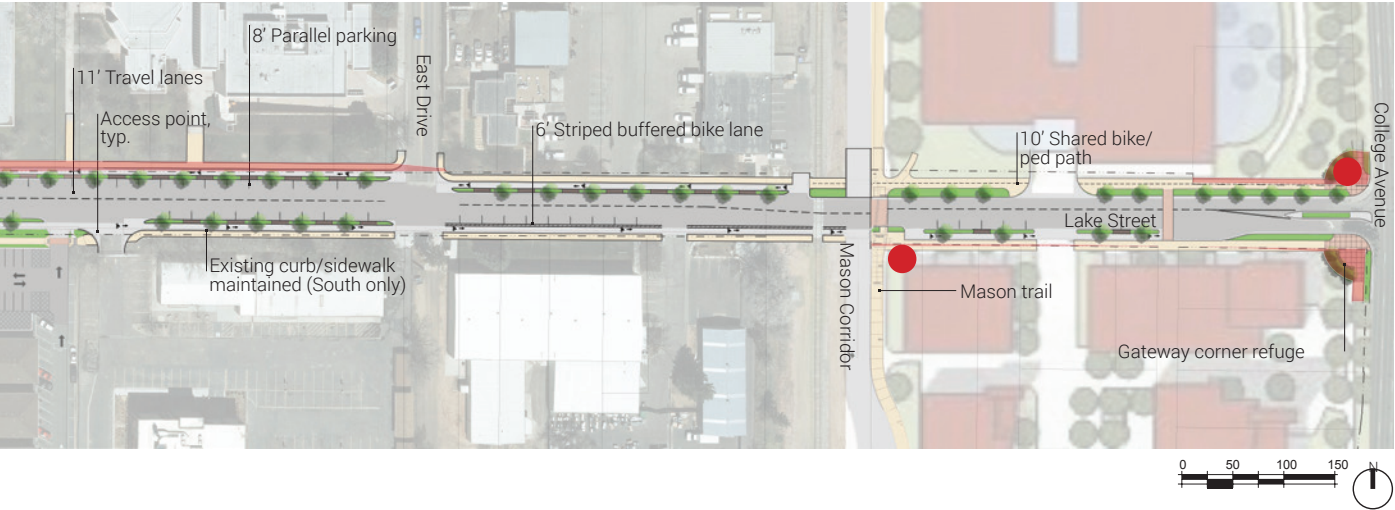 8’ Parallel parking
11’ Travel lanes
Access point,
typ.
East Drive
6’ Striped buffered bike lane
10’ Shared bike/
ped path
College Avenue
Lake Street
Existing curb/sidewalk
maintained (South only)
Mason Corridor
Mason trail
Gateway corner refuge
0 50 100 150
N